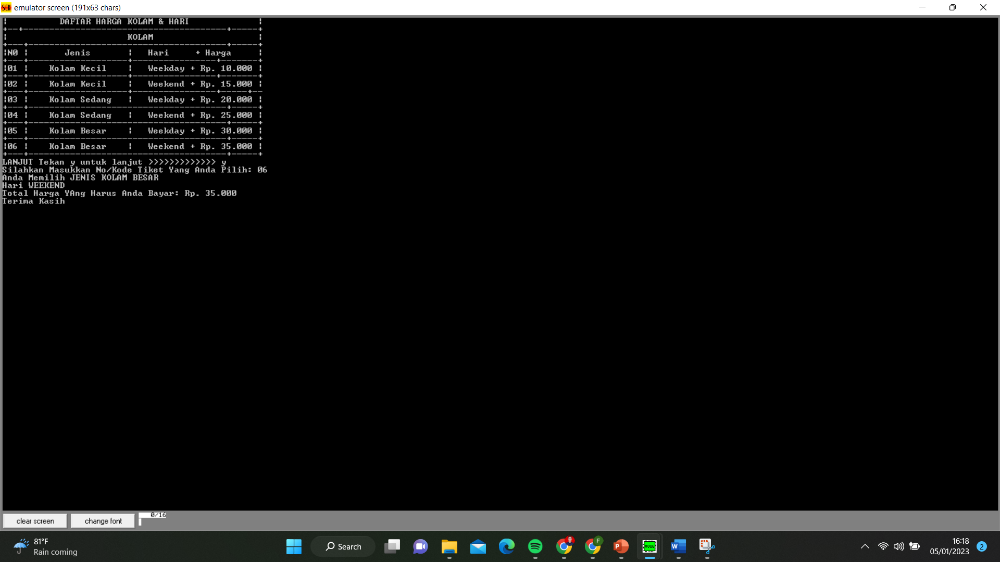 emulator screen (191x63 chars)
¦ DAFTAR HARGA KOLAM & HARI ¦
+--+----------------------------------------+-----+
¦ KOLAM ¦
+---+---------------------------------------+-----+
¦N0 ¦ Jenis ¦ Hari + Harga ¦
+---+-------------------+----------------+-------+
¦01 ¦ Kolam Kecil ¦ Weekday + Rp. 10.000 ¦
+---+-------------------+----------------+-------+
¦02 ¦ Kolam Kecil ¦ Weekend + Rp. 15.000 ¦
+---+-------------------+----------------+-----+--
¦03 ¦ Kolam Sedang ¦ Weekday + Rp. 20.000 ¦
+---+--------------------------------------+-----+
¦04 ¦ Kolam Sedang ¦ Weekend + Rp. 25.000 ¦
+---+--------------------------------------+-----+
¦05 ¦ Kolam Besar ¦ Weekday + Rp. 30.000 ¦
+---+--------------------------------------+-----+
¦06 ¦ Kolam Besar ¦ Weekend + Rp. 35.000 ¦
+---+--------------------------------------+-----+
LANJUT Tekan y untuk lanjut >>>>>>>>>>>>> y
Silahkan Masukkan No/Kode Tiket Yang Anda Pilih: 06
Anda Memilih JENIS KOLAM BESAR
Hari WEEKEND
Total Harga YAng Harus Anda Bayar: Rp. 35.000
Terima Kasih
clear screen change font 0/16
81°F
Rain coming
Search
16:18
05/01/2023
2